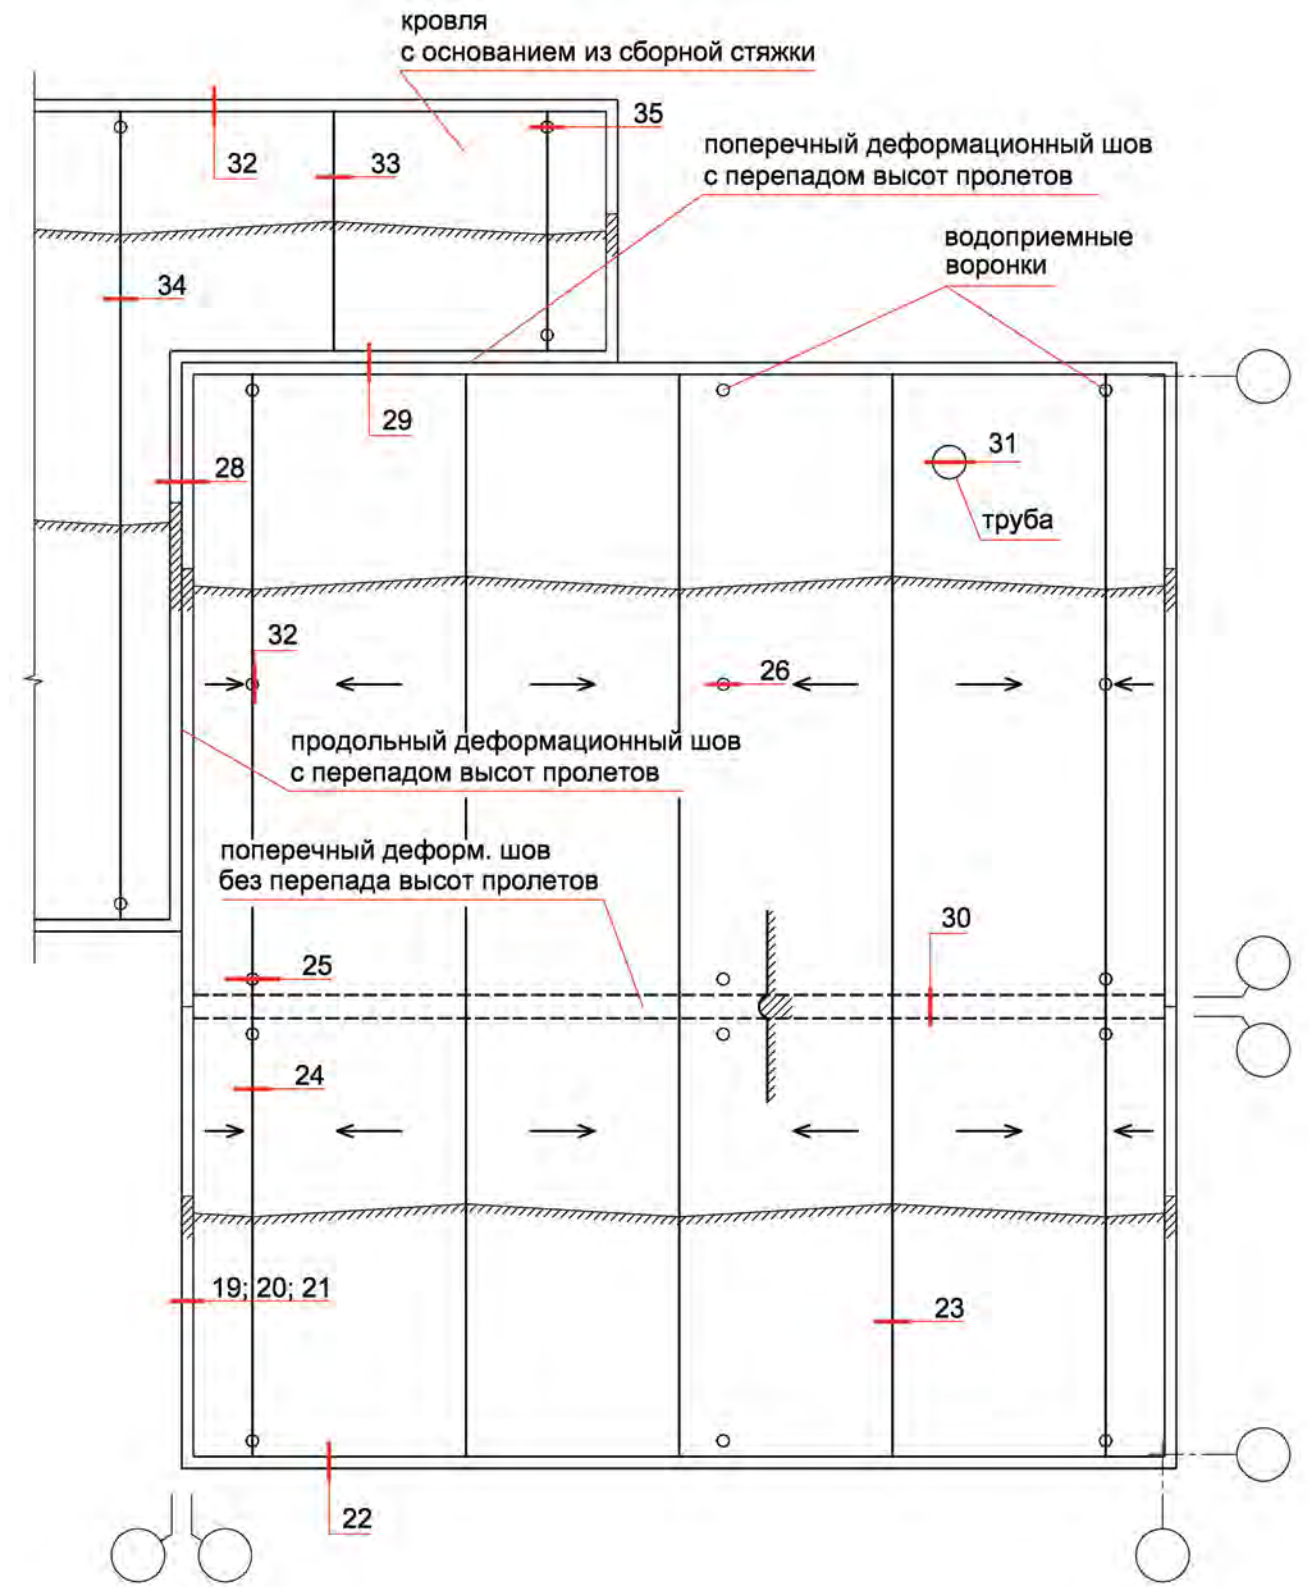 кровля
с основанием из сборной стяжки
35
поперечный деформационный шов
с перепадом высот пролетов
32
33
водоприемные
воронки
34
29
31
28
труба
32
26
продольный деформационный шов
с перепадом высот пролетов
поперечный деформ. шов
без перепада высот пролетов
30
25
24
19; 20; 21
23
22